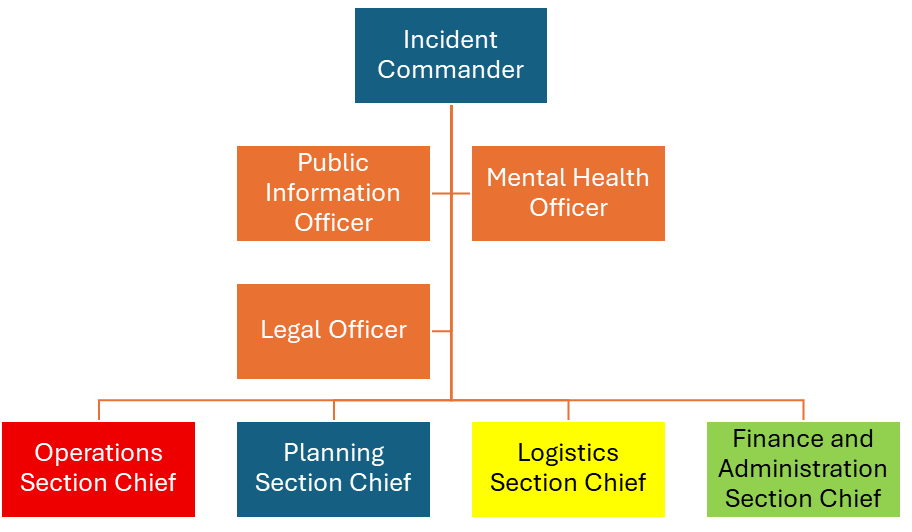 Incident
Commander
Public
Information
Officer
Mental Health
Officer
Legal Officer
Operations
Section Chief
Planning
Section Chief
Logistics
Section Chief
Finance and
Administration
Section Chief